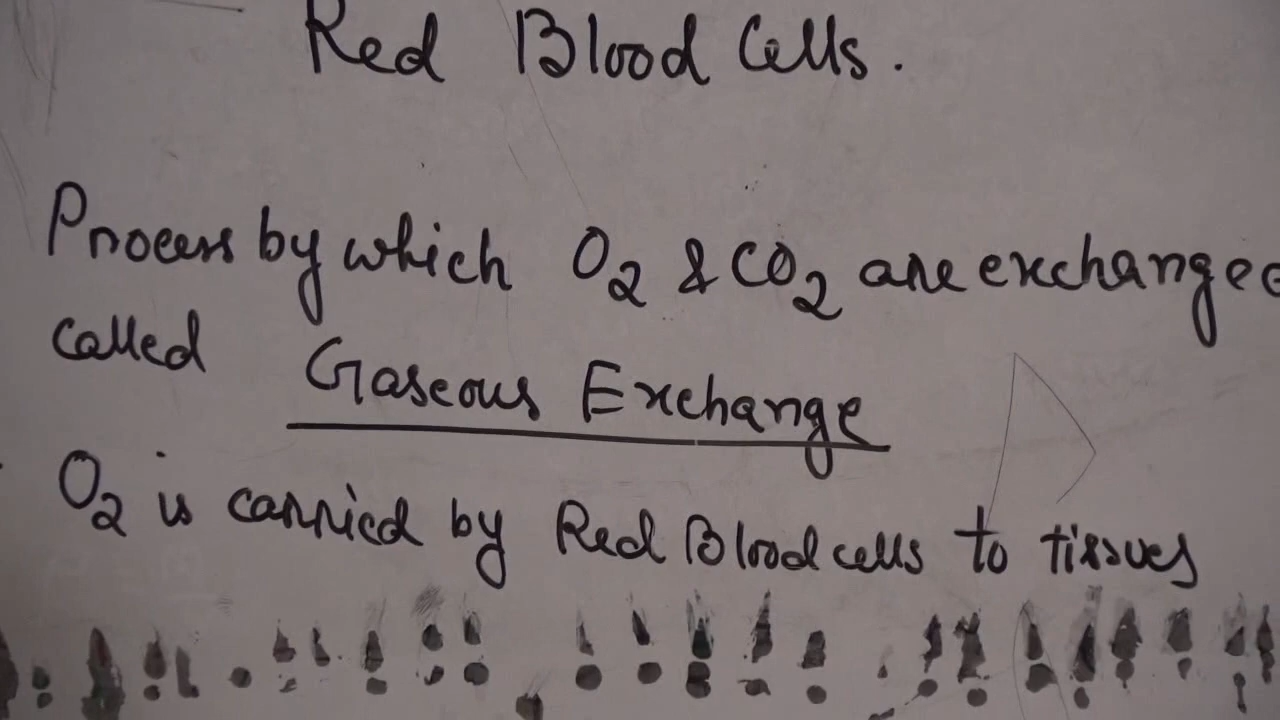 Red Blood Cells.
Process by which O2 & CO2 are exchanged
called Gaseous Exchange
O2 is carried by Red Blood cells to tissues